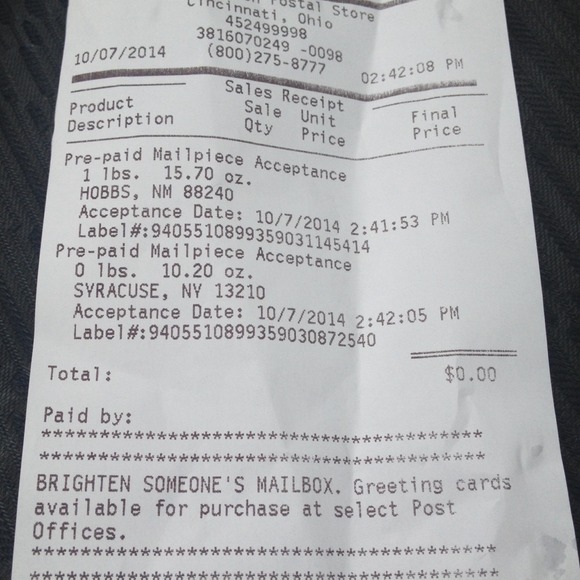 Postal Store
Cincinnati, Ohio
452499998
3816070249 -0098
10/07/2014 (800)275-8777 02:42:08 PM
Sales Receipt
Product Sale Unit Final
Description Qty Price Price
Pre-paid Mailpiece Acceptance
1 lbs. 15.70 oz.
HOBBS, NM 88240
Acceptance Date: 10/7/2014 2:41:53 PM
Label#:9405510899359031145414
Pre-paid Mailpiece Acceptance
0 lbs. 10.20 oz.
SYRACUSE, NY 13210
Acceptance Date: 10/7/2014 2:42:05 PM
Label#:9405510899359030872540
Total: $0.00
Paid by:
****************************************
****************************************
BRIGHTEN SOMEONE'S MAILBOX. Greeting cards
available for purchase at select Post
Offices.
****************************************
****************************************